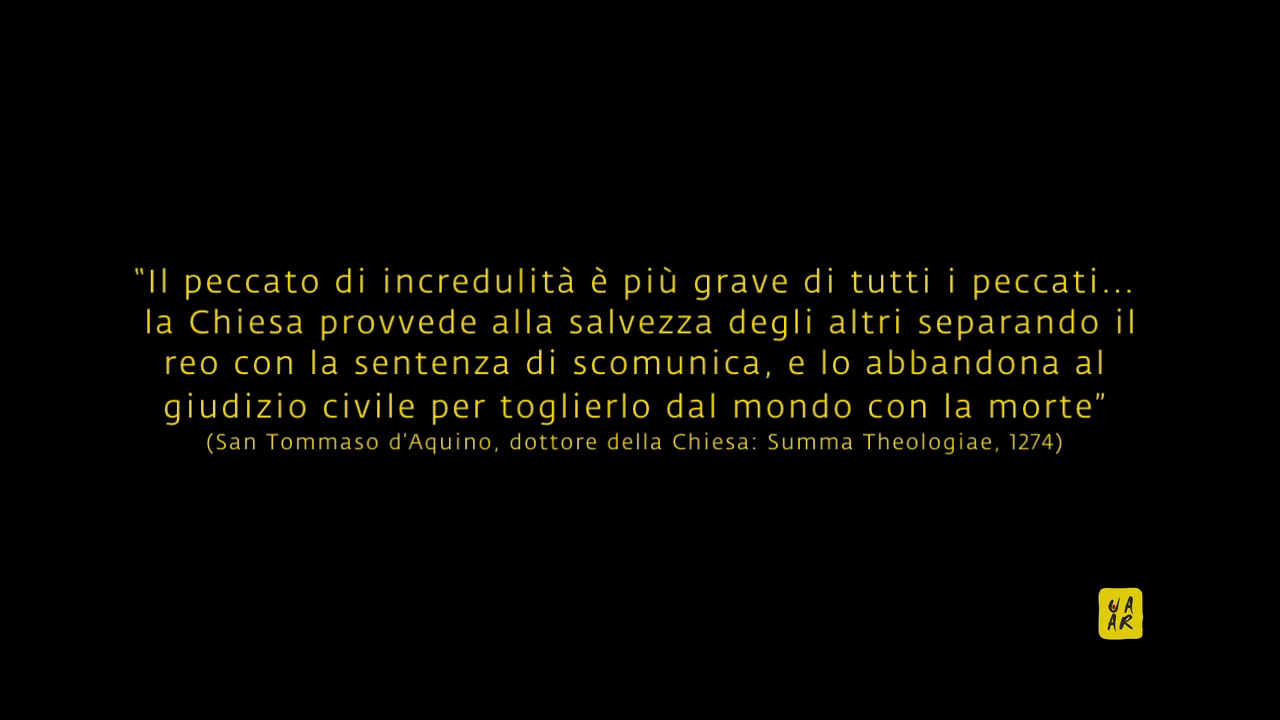 “Il peccato di incredulità è più grave di tutti i peccati...
la Chiesa provvede alla salvezza degli altri separando il
reo con la sentenza di scomunica, e lo abbandona al
giudizio civile per toglierlo dal mondo con la morte”
(San Tommaso d’Aquino, dottore della Chiesa: Summa Theologiae, 1274)
UA
AR